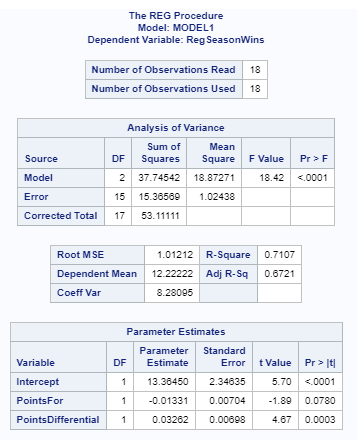 The REG Procedure
Model: MODEL1
Dependent Variable: RegSeasonWins
Number of Observations Read 18
Number of Observations Used 18
Analysis of Variance
Source DF Sum of Squares Mean Square F Value Pr > F
Model 2 37.74542 18.87271 18.42 <.0001
Error 15 15.36569 1.02438
Corrected Total 17 53.11111
Root MSE 1.01212 R-Square 0.7107
Dependent Mean 12.22222 Adj R-Sq 0.6721
Coeff Var 8.28095
Parameter Estimates
Variable DF Parameter Estimate Standard Error t Value Pr > |t|
Intercept 1 13.36450 2.34635 5.70 <.0001
PointsFor 1 -0.01331 0.00704 -1.89 0.0780
PointsDifferential 1 0.03262 0.00698 4.67 0.0003